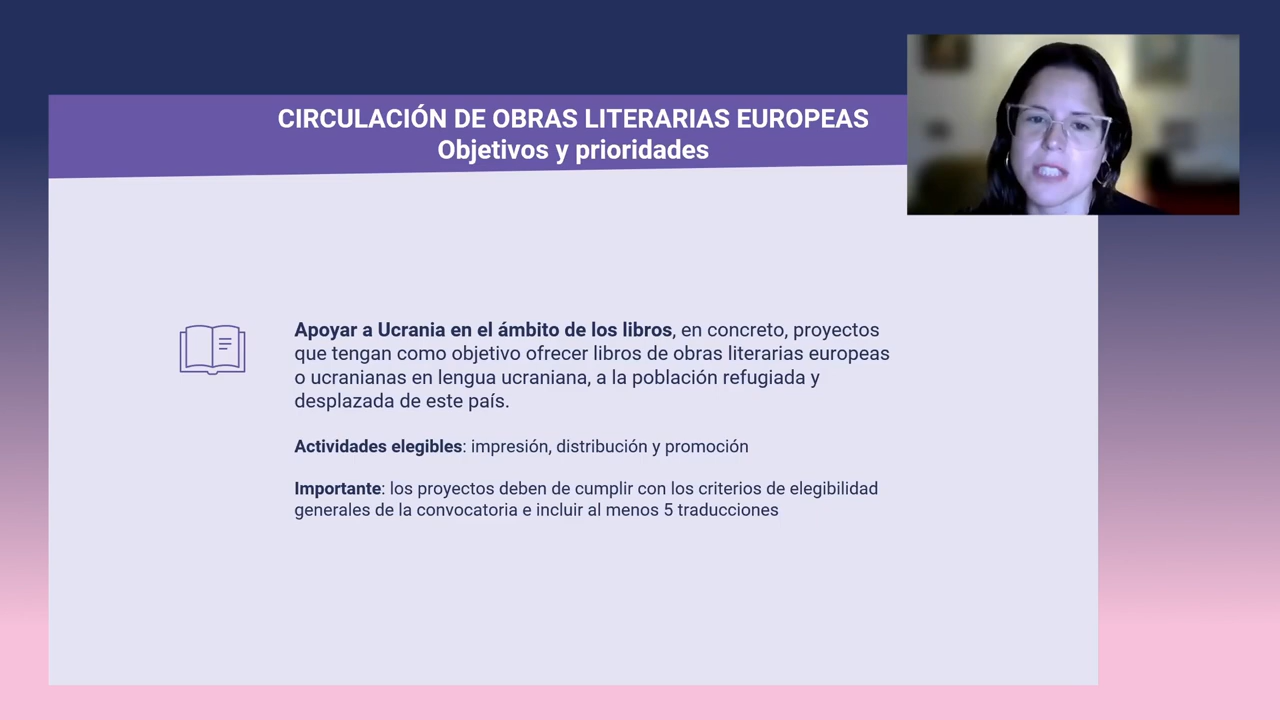 CIRCULACIÓN DE OBRAS LITERARIAS EUROPEAS
Objetivos y prioridades
Apoyar a Ucrania en el ámbito de los libros, en concreto, proyectos
que tengan como objetivo ofrecer libros de obras literarias europeas
o ucranianas en lengua ucraniana, a la población refugiada y
desplazada de este país.
Actividades elegibles: impresión, distribución y promoción
Importante: los proyectos deben de cumplir con los criterios de elegibilidad
generales de la convocatoria e incluir al menos 5 traducciones